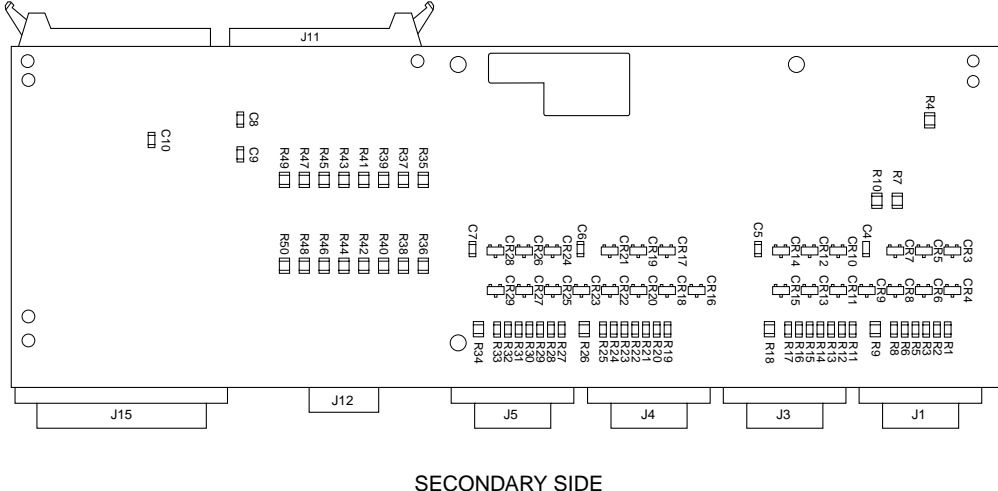 J11
R4
C8
C10
C9
R49
R47
R45
R43
R41
R39
R37
R35
R10
R7
R50
R48
R46
R44
R42
R40
R38
R36
C7
CR28
CR26
CR24
C6
CR21
CR19
CR17
C5
CR14
CR12
CR10
C4
CR7
CR5
CR3
CR29
CR27
CR25
CR23
CR22
CR20
CR18
CR16
CR15
CR13
CR11
CR9
CR8
CR6
CR4
R34
R33
R32
R31
R30
R29
R28
R27
R26
R25
R24
R23
R22
R21
R20
R19
R18
R17
R16
R15
R14
R13
R12
R11
R9
R8
R6
R5
R3
R2
R1
J15
J12
J5
J4
J3
J1
SECONDARY SIDE